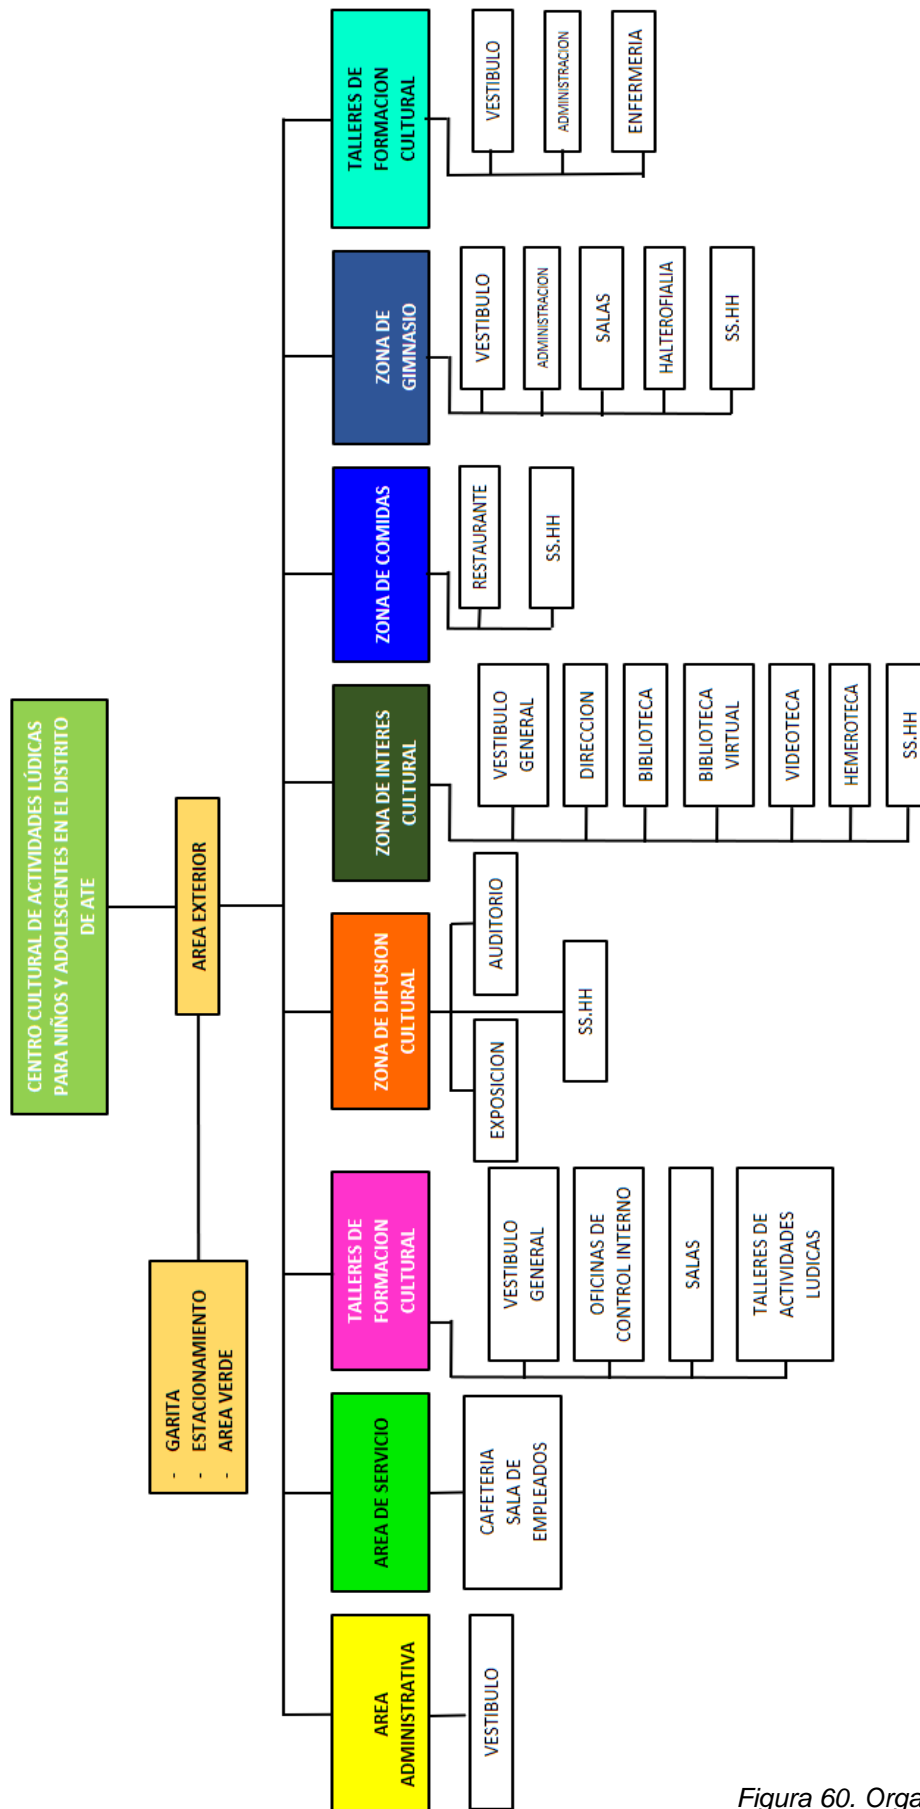 CENTRO CULTURAL DE ACTIVIDADES LÚDICAS
PARA NIÑOS Y ADOLESCENTES EN EL DISTRITO
DE ATE
AREA EXTERIOR
- GARITA
- ESTACIONAMIENTO
- AREA VERDE
AREA
ADMINISTRATIVA
VESTIBULO
AREA DE SERVICIO
CAFETERIA
SALA DE
EMPLEADOS
TALLERES DE
FORMACION
CULTURAL
VESTIBULO
GENERAL
OFICINAS DE
CONTROL INTERNO
SALAS
TALLERES DE
ACTIVIDADES
LUDICAS
ZONA DE DIFUSION
CULTURAL
EXPOSICION
AUDITORIO
SS.HH
ZONA DE INTERES
CULTURAL
VESTIBULO
GENERAL
DIRECCION
BIBLIOTECA
BIBLIOTECA
VIRTUAL
VIDEOTECA
HEMEROTECA
SS.HH
ZONA DE COMIDAS
RESTAURANTE
SS.HH
ZONA DE
GIMNASIO
VESTIBULO
ADMINISTRACION
SALAS
HALTEROFIALIA
SS.HH
TALLERES DE
FORMACION
CULTURAL
VESTIBULO
ADMINISTRACION
ENFERMERIA
Figura 60. Orga